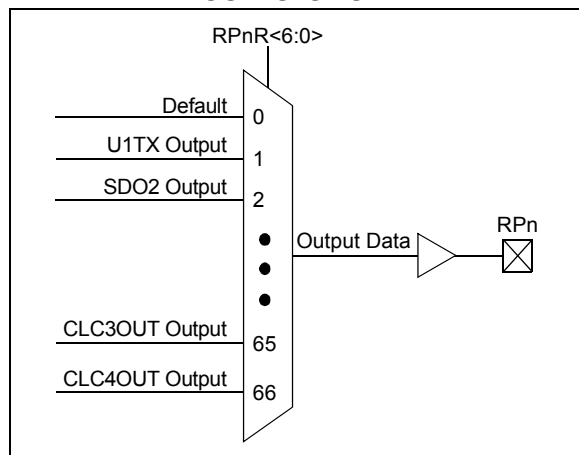 RPnR<6:0>
Default
0
U1TX Output
1
SDO2 Output
2
Output Data
RPn
CLC3OUT Output
65
CLC4OUT Output
66